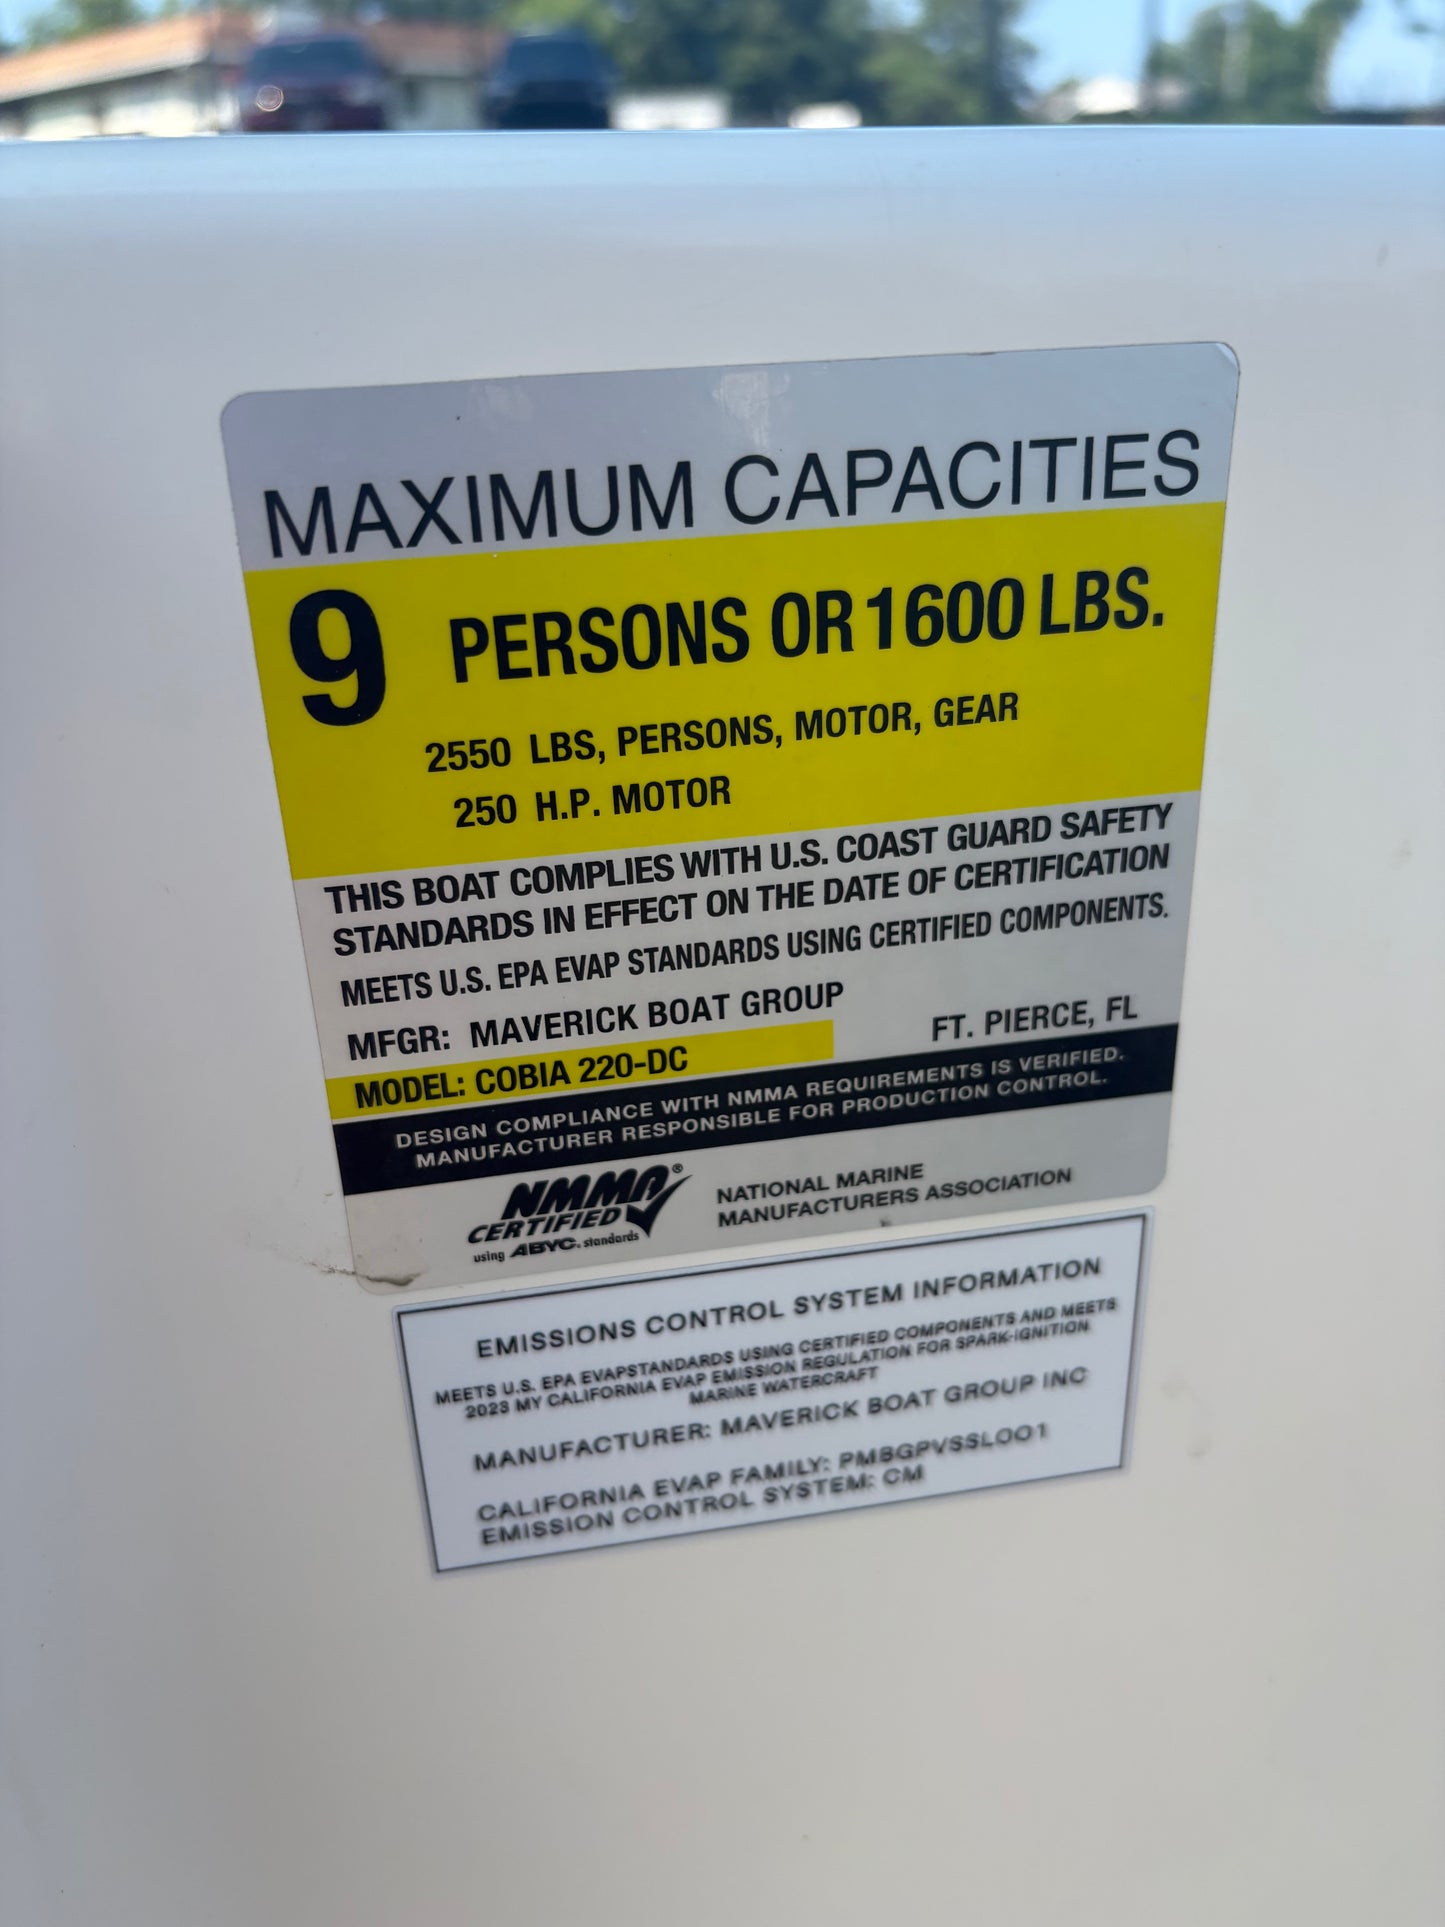 MAXIMUM CAPACITIES
9 PERSONS OR 1600 LBS.
2550 LBS, PERSONS, MOTOR, GEAR
250 H.P. MOTOR
THIS BOAT COMPLIES WITH U.S. COAST GUARD SAFETY
STANDARDS IN EFFECT ON THE DATE OF CERTIFICATION
MEETS U.S. EPA EVAP STANDARDS USING CERTIFIED COMPONENTS.
MFGR: MAVERICK BOAT GROUP
FT. PIERCE, FL
MODEL: COBIA 220-DC
DESIGN COMPLIANCE WITH NMMA REQUIREMENTS IS VERIFIED.
MANUFACTURER RESPONSIBLE FOR PRODUCTION CONTROL.
NMMA®
CERTIFIED
using ABYC. standards
NATIONAL MARINE
MANUFACTURERS ASSOCIATION
EMISSIONS CONTROL SYSTEM INFORMATION
MEETS U.S. EPA EVAPSTANDARDS USING CERTIFIED COMPONENTS AND MEETS
2023 MY CALIFORNIA EVAP EMISSION REGULATION FOR SPARK-IGNITION
MARINE WATERCRAFT
MANUFACTURER: MAVERICK BOAT GROUP INC
CALIFORNIA EVAP FAMILY: PMBGPVSSL001
EMISSION CONTROL SYSTEM: CM